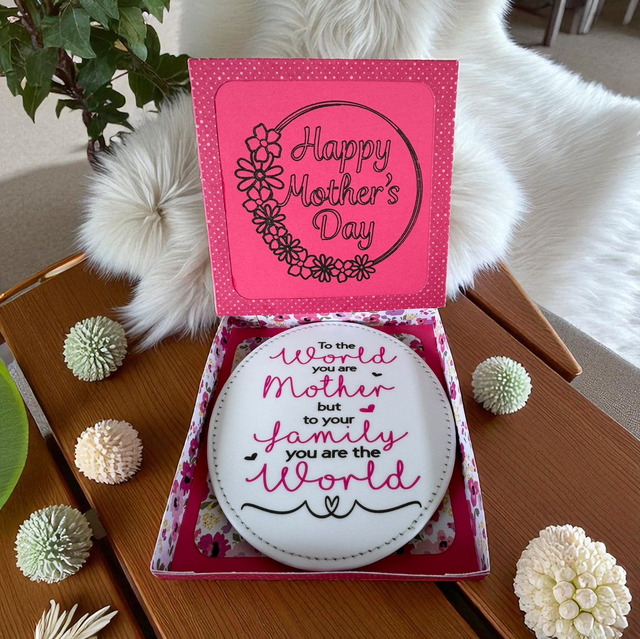 Happy
Mother's
Day
To the
World
you are
Mother
but
to your
family
you are the
World